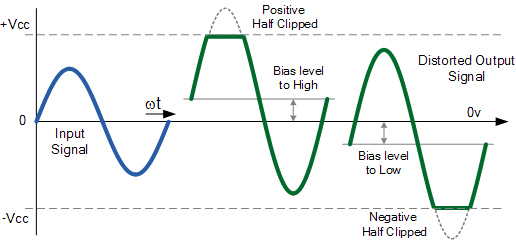 +Vcc
Positive
Half Clipped
Distorted Output
Signal
Bias level
to High
ωt
0v
0
Input
Signal
Bias level
to Low
-Vcc
Negative
Half Clipped